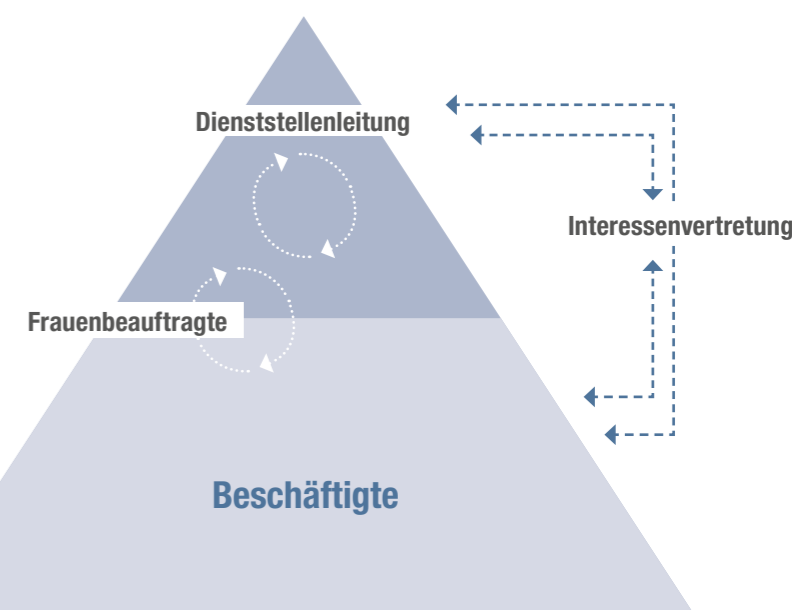 Dienststellenleitung
Interessenvertretung
Frauenbeauftragte
Beschäftigte